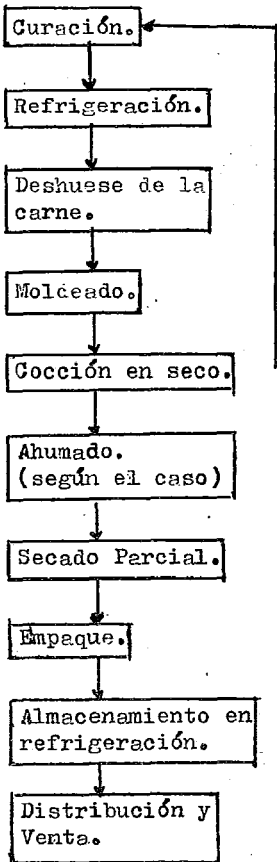 Curación.
Refrigeración.
Deshuese de la
carne.
Moldeado.
Cocción en seco.
Ahumado.
(según el caso)
Secado Parcial.
Empaque.
Almacenamiento en
refrigeración.
Distribución y
Venta.